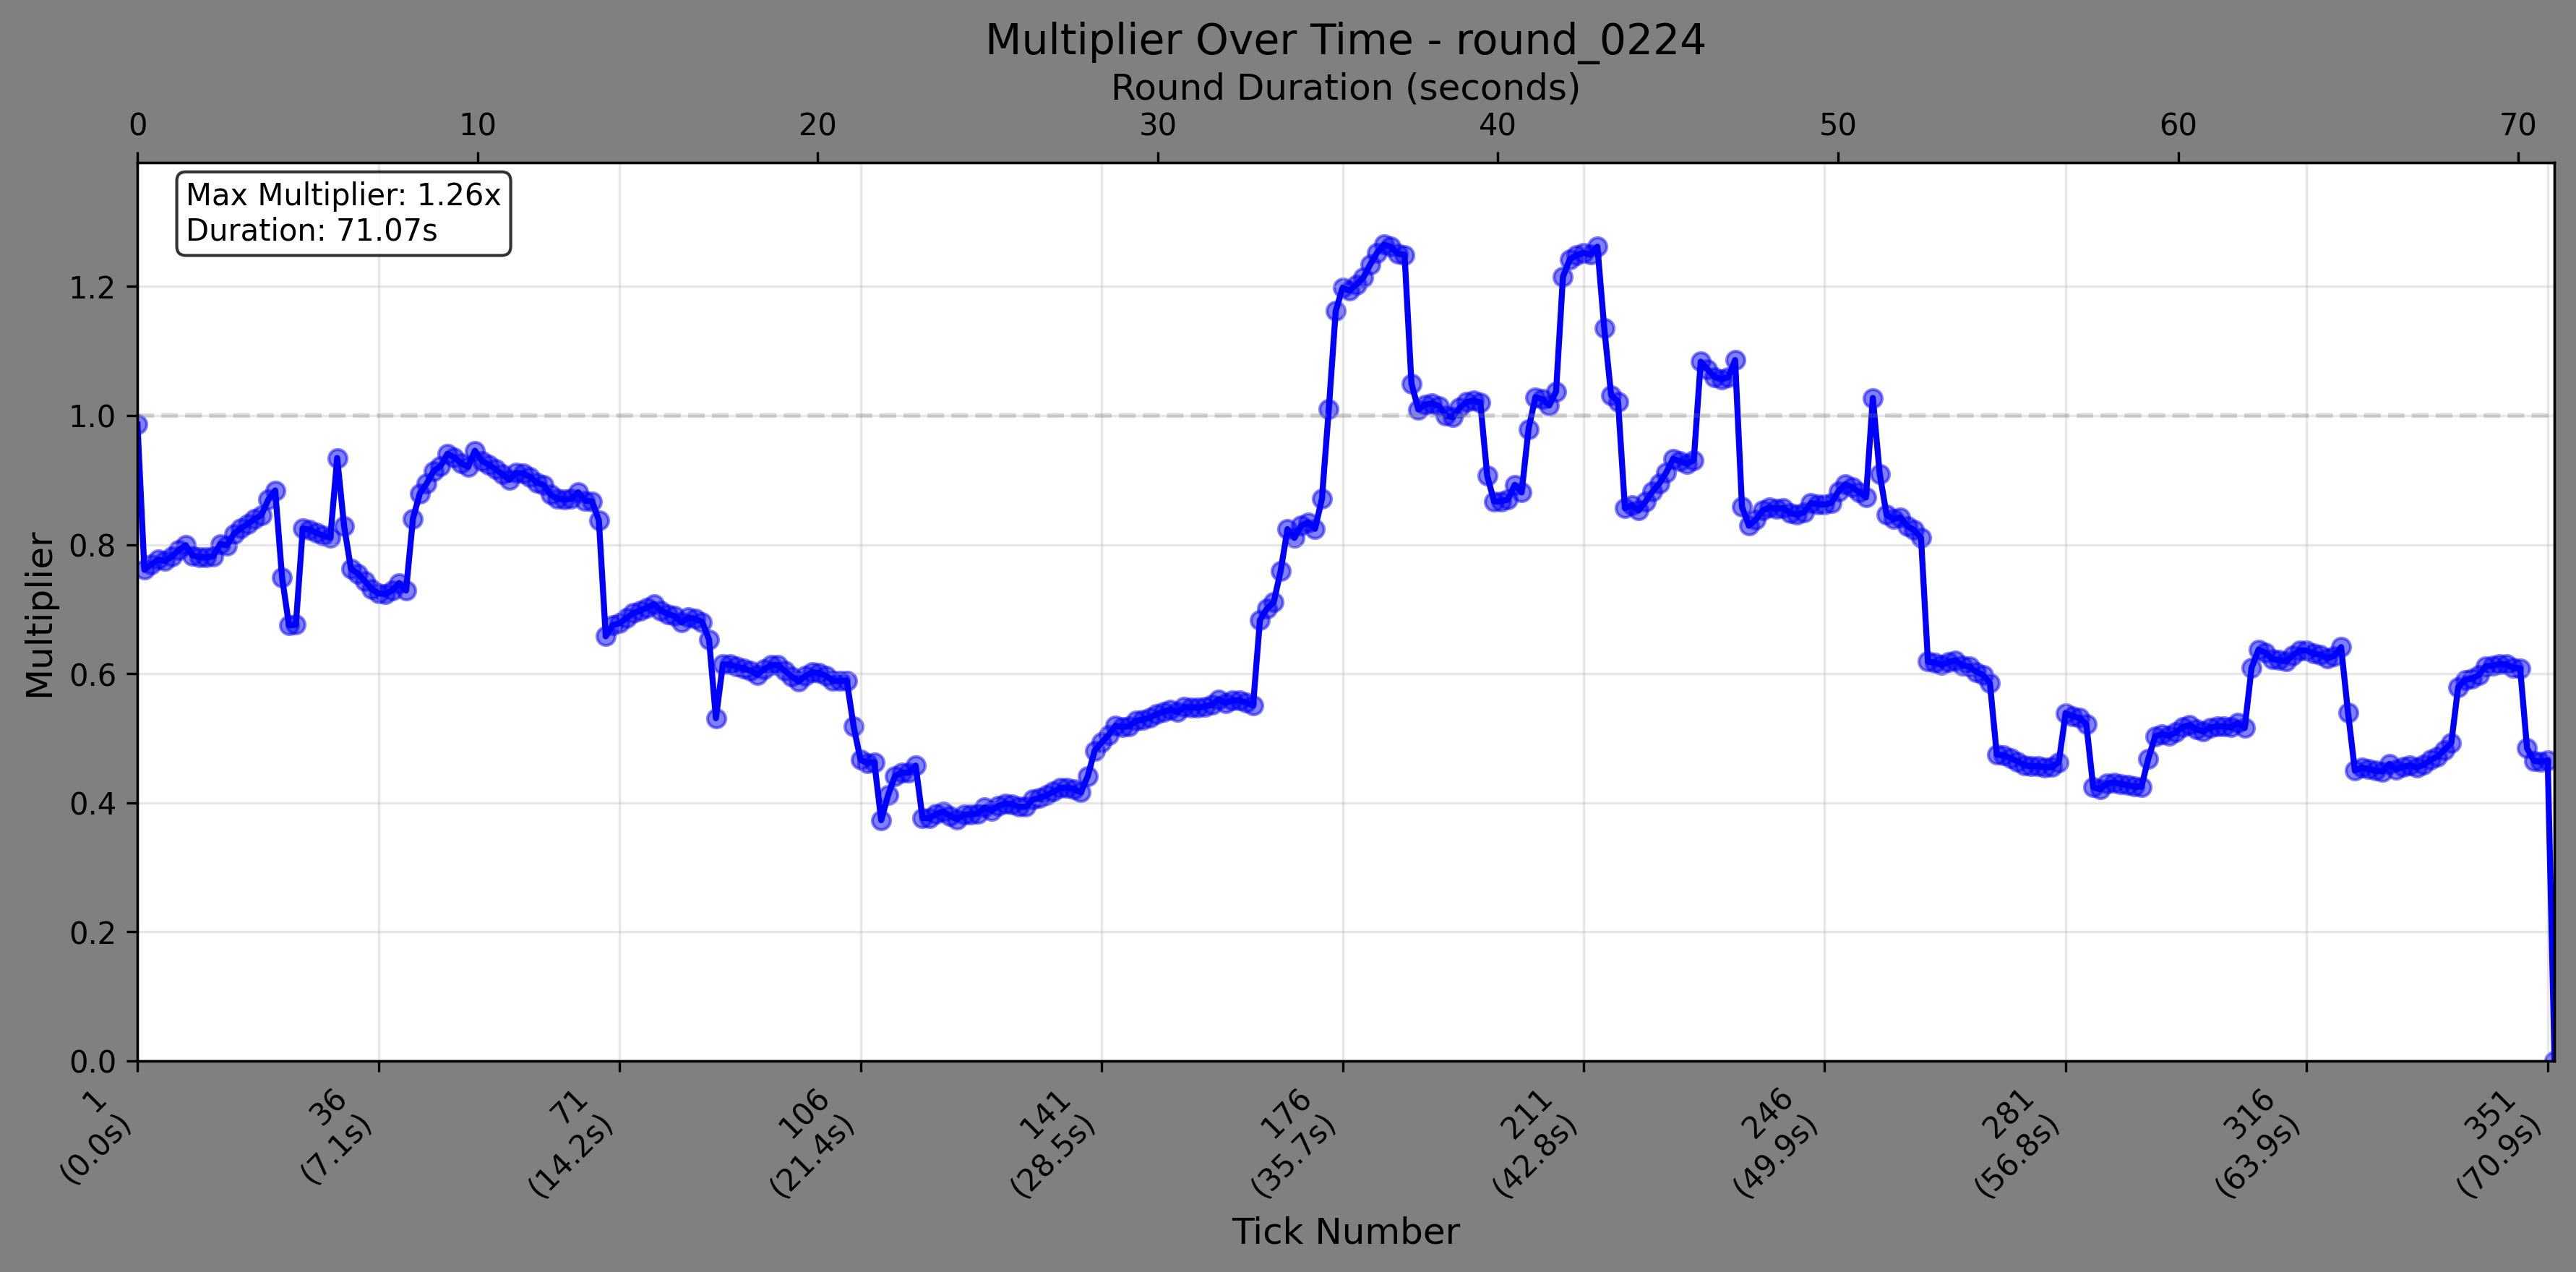 Multiplier Over Time - round_0224
Round Duration (seconds)
0 10 20 30 40 50 60 70
Max Multiplier: 1.26x
Duration: 71.07s
Multiplier
1.2
1.0
0.8
0.6
0.4
0.2
0.0
1
(0.0s)
36
(7.1s)
71
(14.2s)
106
(21.4s)
141
(28.5s)
176
(35.7s)
211
(42.8s)
246
(49.9s)
281
(56.8s)
316
(63.9s)
351
(70.9s)
Tick Number